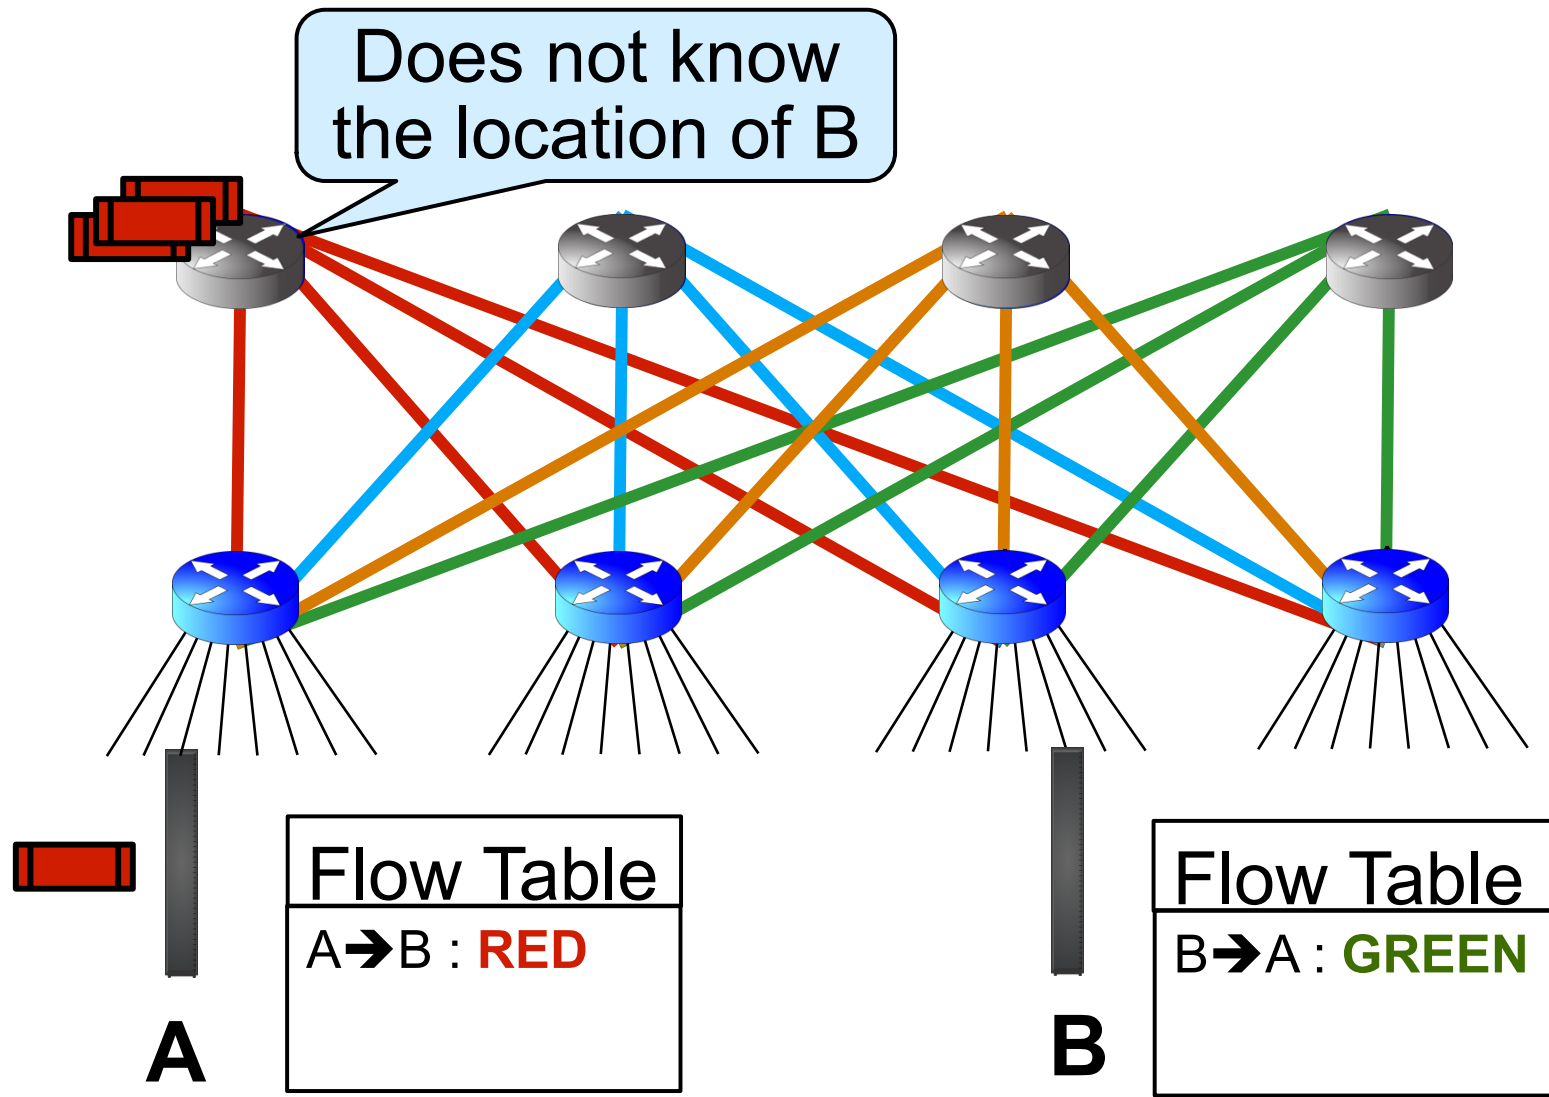 Does not know
the location of B
Flow Table
A➔B : RED
A
Flow Table
B➔A : GREEN
B